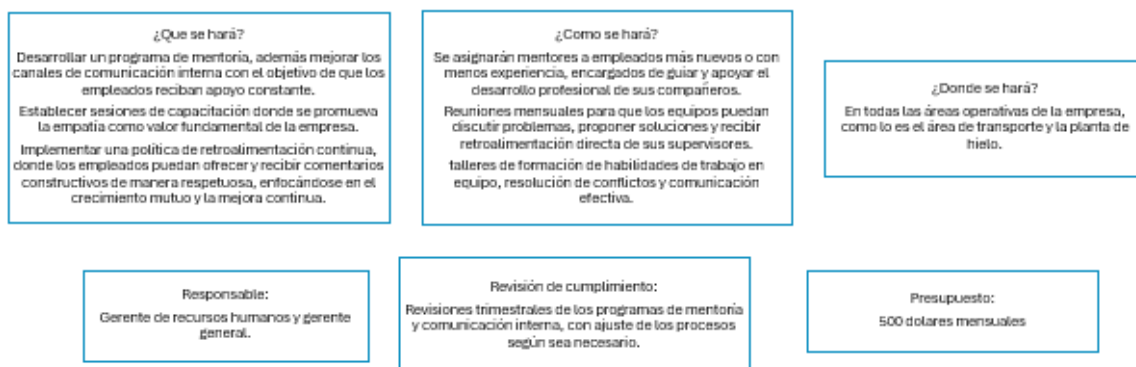 ¿Que se hará?
Desarrollar un programa de mentoría, además mejorar los
canales de comunicación interna con el objetivo de que los
empleados reciban apoyo constante.
Establecer sesiones de capacitación donde se promueva
la empatía como valor fundamental de la empresa.
Implementar una política de retroalimentación continua,
donde los empleados puedan ofrecer y recibir comentarios
constructivos de manera respetuosa, enfocándose en el
crecimiento mutuo y la mejora continua.
¿Como se hará?
Se asignarán mentores a empleados más nuevos o con
menos experiencia, encargados de guiar y apoyar el
desarrollo profesional de sus compañeros.
Reuniones mensuales para que los equipos puedan
discutir problemas, proponer soluciones y recibir
retroalimentación directa de sus supervisores.
talleres de formación de habilidades de trabajo en
equipo, resolución de conflictos y comunicación
efectiva.
¿Donde se hará?
En todas las áreas operativas de la empresa,
como lo es el área de transporte y la planta de
hielo.
Responsable:
Gerente de recursos humanos y gerente
general.
Revisión de cumplimiento:
Revisiones trimestrales de los programas de mentoría
y comunicación interna, con ajuste de los procesos
según sea necesario.
Presupuesto:
500 dolares mensuales